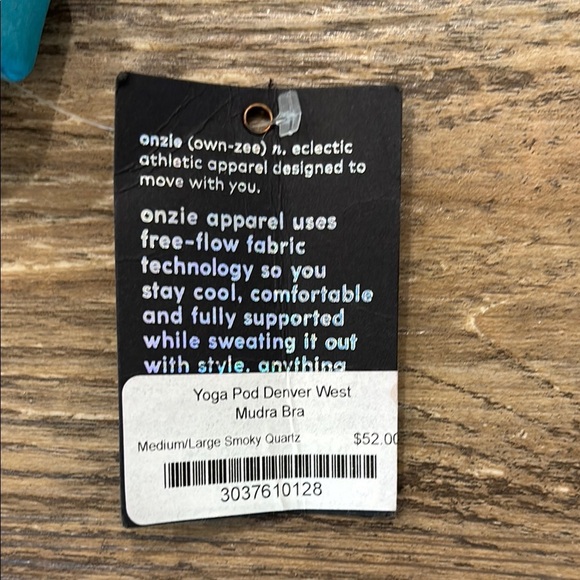 onzie (own-zee) n. eclectic
athletic apparel designed to
move with you.
onzie apparel uses
free-flow fabric
technology so you
stay cool, comfortable
and fully supported
while sweating it out
with style. anything
Yoga Pod Denver West
Mudra Bra
Medium/Large Smoky Quartz $52.00
3037610128